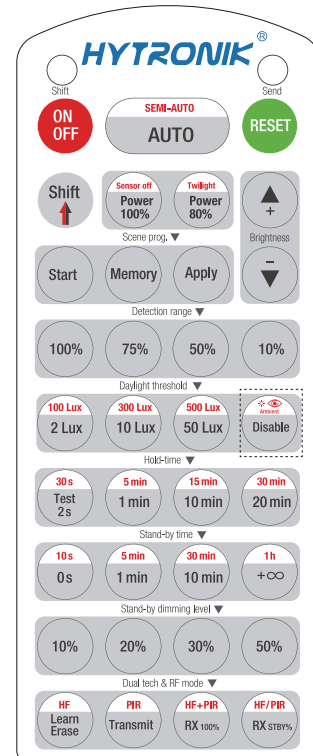 HYTRONIK®
Shift Send
ON OFF
SEMI-AUTO
AUTO
RESET
Shift
Sensor off Twilight
Power 100% Power 80%
+
Scene prog. ▼ Brightness
Start Memory Apply
−
Detection range ▼
100% 75% 50% 10%
Daylight threshold ▼
100 Lux 300 Lux 500 Lux Ambient
2 Lux 10 Lux 50 Lux Disable
Hold-time ▼
30 s 5 min 15 min 30 min
Test 2s 1 min 10 min 20 min
Stand-by time ▼
10 s 5 min 30 min 1 h
0 s 1 min 10 min +∞
Stand-by dimming level ▼
10% 20% 30% 50%
Dual tech & RF mode ▼
HF PIR HF+PIR HF/PIR
Learn Erase Transmit RX 100% RX STBY%